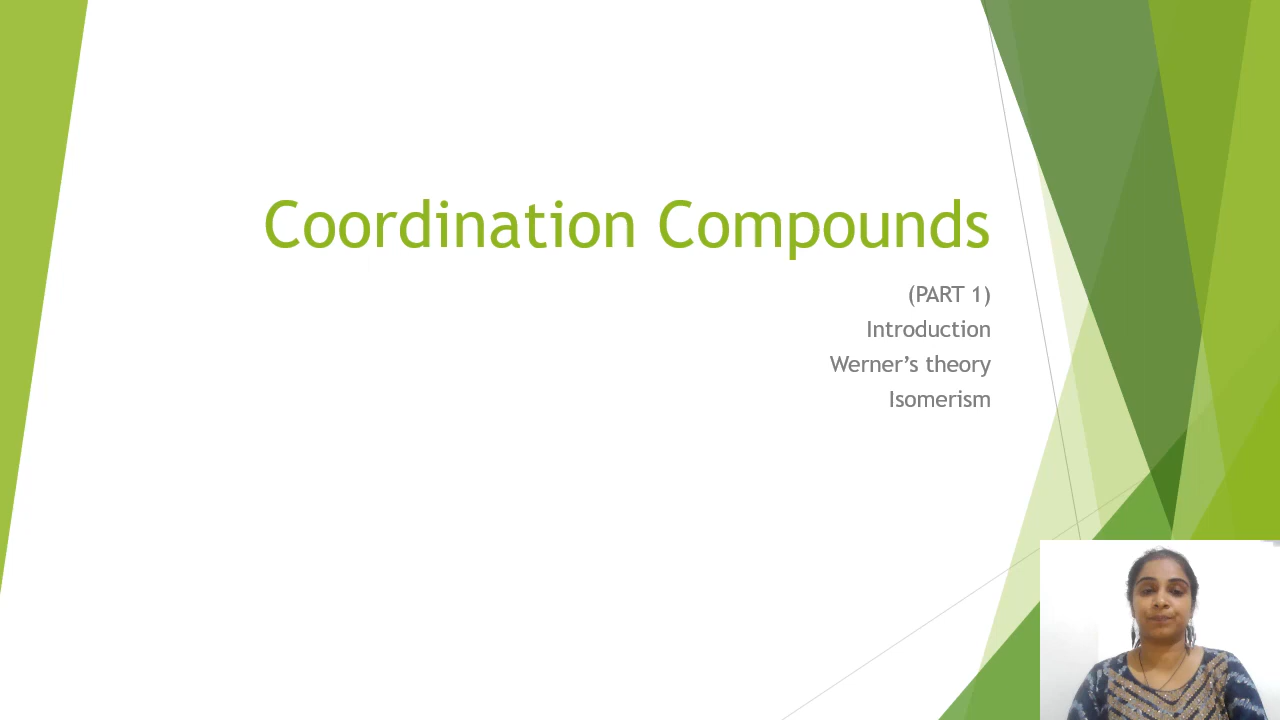 Coordination Compounds
(PART 1)
Introduction
Werner’s theory
Isomerism